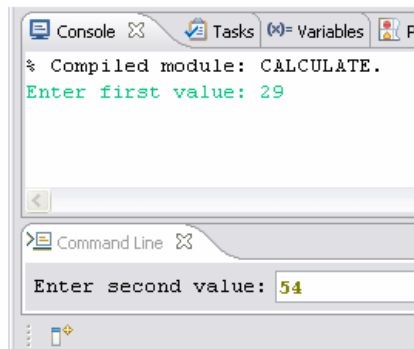 Console Tasks (x)= Variables P
% Compiled module: CALCULATE.
Enter first value: 29
Command Line
Enter second value: 54